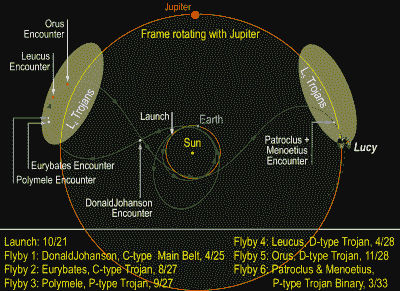 Jupiter
Orus
Encounter
Frame rotating with Jupiter
Leucus
Encounter
L Trojans
L Trojans
Launch
Earth
Sun
Patroclus +
Menoetius
Encounter
Lucy
Eurybates Encounter
Polymele Encounter
DonaldJohanson
Encounter
Launch: 10/21
Flyby 1: DonaldJohanson, C-type Main Belt, 4/25
Flyby 2: Eurybates, C-type Trojan, 8/27
Flyby 3: Polymele, P-type Trojan, 9/27
Flyby 4: Leucus, D-type Trojan, 4/28
Flyby 5: Orus, D-type Trojan, 11/28
Flyby 6: Patroclus & Menoetius,
P-type Trojan Binary, 3/33